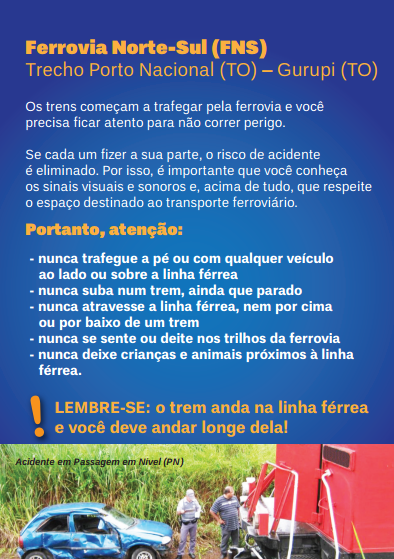 Ferrovia Norte-Sul (FNS)
Trecho Porto Nacional (TO) – Gurupi (TO)
Os trens começam a trafegar pela ferrovia e você
precisa ficar atento para não correr perigo.
Se cada um fizer a sua parte, o risco de acidente
é eliminado. Por isso, é importante que você conheça
os sinais visuais e sonoros e, acima de tudo, que respeite
o espaço destinado ao transporte ferroviário.
Portanto, atenção:
- nunca trafegue a pé ou com qualquer veículo
ao lado ou sobre a linha férrea
- nunca suba num trem, ainda que parado
- nunca atravesse a linha férrea, nem por cima
ou por baixo de um trem
- nunca se sente ou deite nos trilhos da ferrovia
- nunca deixe crianças e animais próximos à linha
férrea.
! LEMBRE-SE: o trem anda na linha férrea
e você deve andar longe dela!
Acidente em Passagem em Nível (PN)